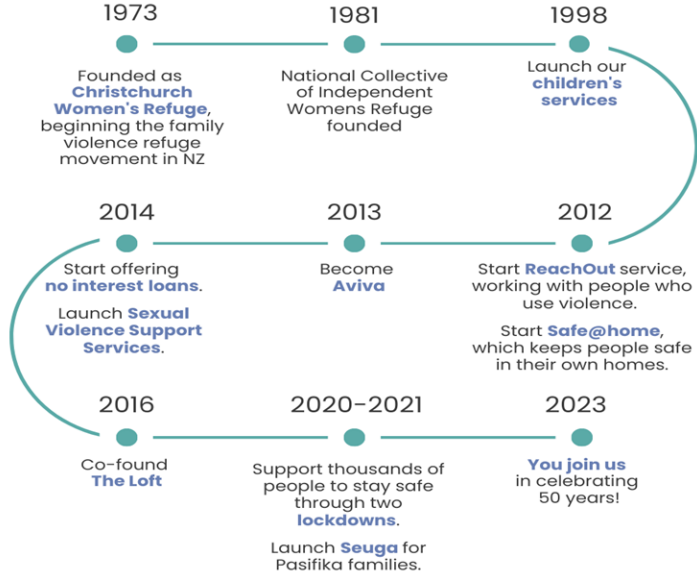 1973
Founded as
Christchurch
Women's Refuge,
beginning the family
violence refuge
movement in NZ
1981
National Collective
of Independent
Womens Refuge
founded
1998
Launch our
children's
services
2012
Start ReachOut service,
working with people who
use violence.
Start Safe@home,
which keeps people safe
in their own homes.
2013
Become
Aviva
2014
Start offering
no interest loans.
Launch Sexual
Violence Support
Services.
2016
Co-found
The Loft
2020-2021
Support thousands of
people to stay safe
through two
lockdowns.
Launch Seuga for
Pasifika families.
2023
You join us
in celebrating
50 years!